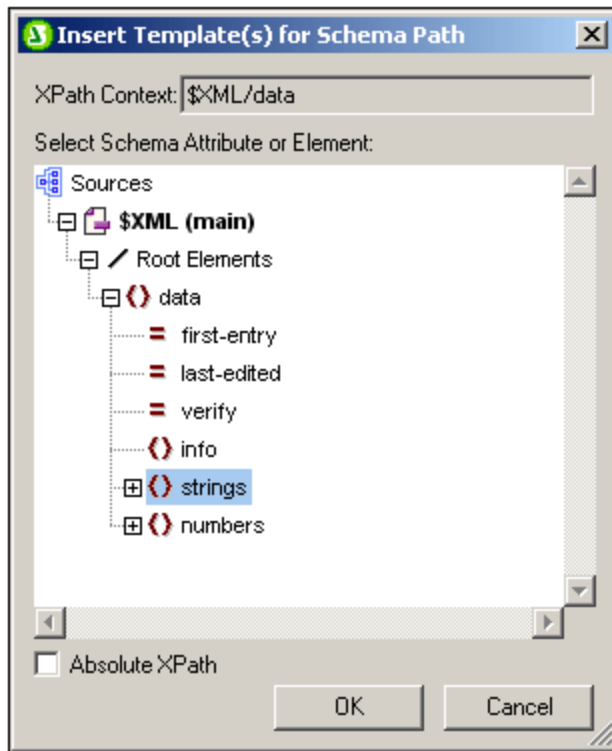 Insert Template(s) for Schema Path
XPath Context: $XML/data
Select Schema Attribute or Element:
Sources
$XML (main)
Root Elements
data
first-entry
last-edited
verify
info
strings
numbers
Absolute XPath
OK Cancel